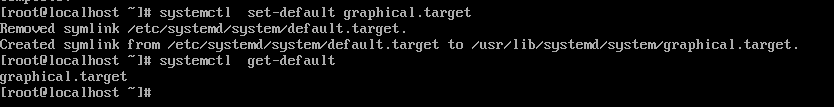 [root@localhost ~]# systemctl  set-default graphical.target
Removed symlink /etc/systemd/system/default.target.
Created symlink from /etc/systemd/system/default.target to /usr/lib/systemd/system/graphical.target.
[root@localhost ~]# systemctl  get-default
graphical.target
[root@localhost ~]#